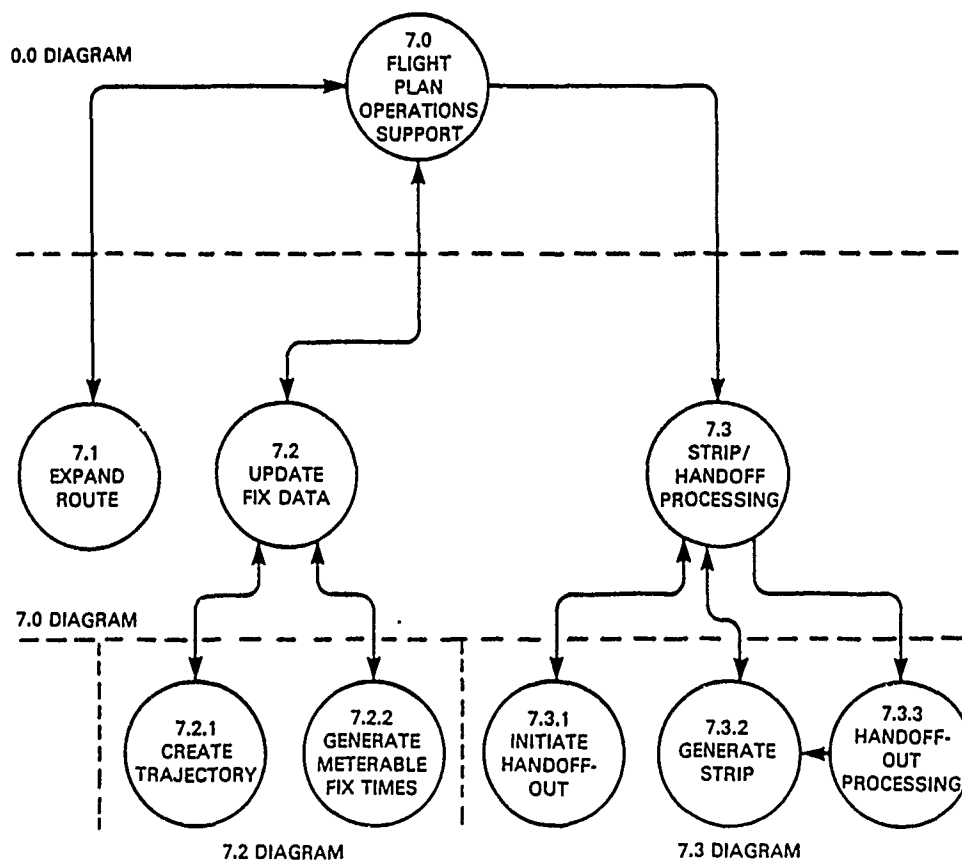 0.0 DIAGRAM
7.0
FLIGHT
PLAN
OPERATIONS
SUPPORT
7.1
EXPAND
ROUTE
7.2
UPDATE
FIX DATA
7.3
STRIP/
HANDOFF
PROCESSING
7.0 DIAGRAM
7.2.1
CREATE
TRAJECTORY
7.2.2
GENERATE
METERABLE
FIX TIMES
7.3.1
INITIATE
HANDOFF-
OUT
7.3.2
GENERATE
STRIP
7.3.3
HANDOFF-
OUT
PROCESSING
7.2 DIAGRAM
7.3 DIAGRAM